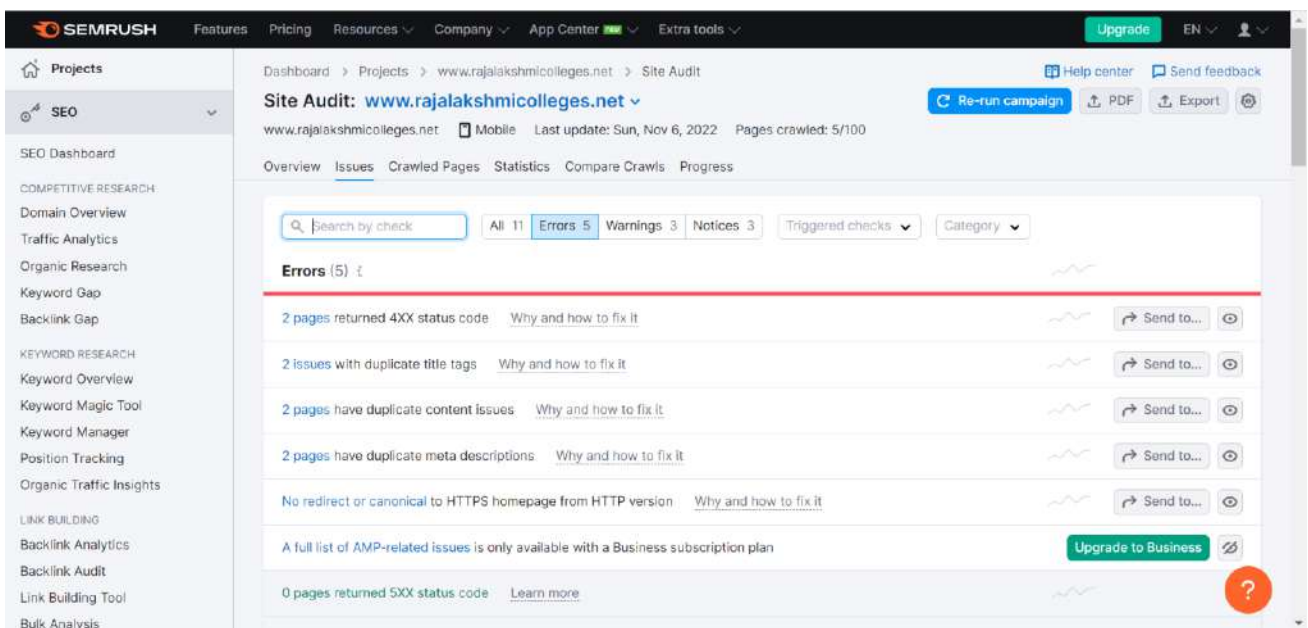 SEMRUSH Features Pricing Resources Company App Center NEW Extra tools Upgrade EN
Projects
SEO
SEO Dashboard
COMPETITIVE RESEARCH
Domain Overview
Traffic Analytics
Organic Research
Keyword Gap
Backlink Gap
KEYWORD RESEARCH
Keyword Overview
Keyword Magic Tool
Keyword Manager
Position Tracking
Organic Traffic Insights
LINK BUILDING
Backlink Analytics
Backlink Audit
Link Building Tool
Bulk Analysis
Dashboard > Projects > www.rajalakshmicolleges.net > Site Audit Help center Send feedback
Site Audit: www.rajalakshmicolleges.net Re-run campaign PDF Export
www.rajalakshmicolleges.net Mobile Last update: Sun, Nov 6, 2022 Pages crawled: 5/100
Overview Issues Crawled Pages Statistics Compare Crawls Progress
Search by check All 11 Errors 5 Warnings 3 Notices 3 Triggered checks Category
Errors (5)
2 pages returned 4XX status code Why and how to fix it Send to...
2 issues with duplicate title tags Why and how to fix it Send to...
2 pages have duplicate content issues Why and how to fix it Send to...
2 pages have duplicate meta descriptions Why and how to fix it Send to...
No redirect or canonical to HTTPS homepage from HTTP version Why and how to fix it Send to...
A full list of AMP-related issues is only available with a Business subscription plan Upgrade to Business
0 pages returned 5XX status code Learn more
?